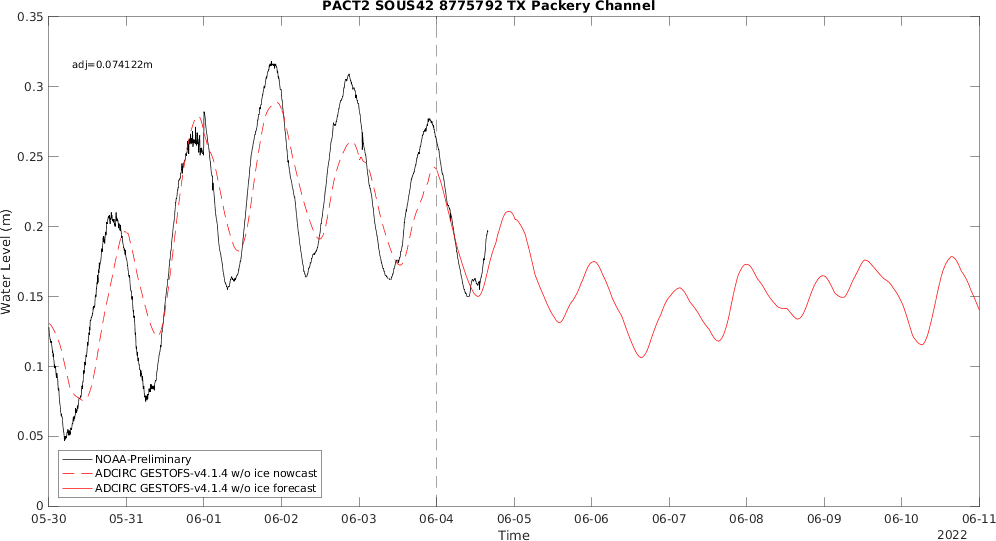 PACT2 SOUS42 8775792 TX Packery Channel
0.35
adj=0.074122m
0.3
0.25
0.2
0.15
0.1
0.05
0
Water Level (m)
NOAA-Preliminary
ADCIRC GESTOFS-v4.1.4 w/o ice nowcast
ADCIRC GESTOFS-v4.1.4 w/o ice forecast
05-30 05-31 06-01 06-02 06-03 06-04 06-05 06-06 06-07 06-08 06-09 06-10 06-11
Time
2022